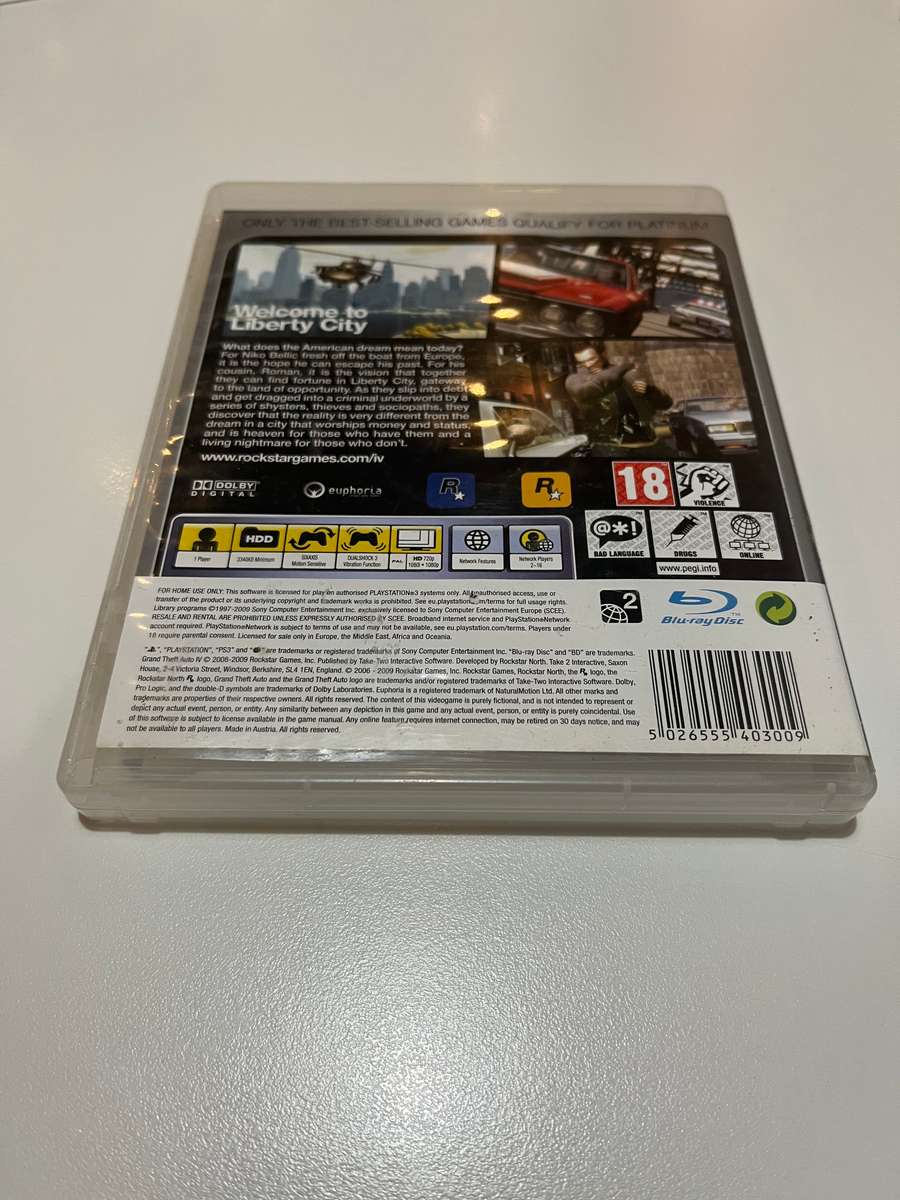 ONLY THE BEST-SELLING GAMES QUALIFY FOR PLATINUM
Welcome to
Liberty City
What does the American dream mean today?
For Niko Bellic fresh off the boat from Europe,
it is the hope he can escape his past. For his
cousin, Roman, it is the vision that together
they can find fortune in Liberty City, gateway
to the land of opportunity. As they slip into debt
and get dragged into a criminal underworld by a
series of shysters, thieves and sociopaths, they
discover that the reality is very different from the
dream in a city that worships money and status,
and is heaven for those who have them and a
living nightmare for those who don't.
www.rockstargames.com/iv
DOLBY
DIGITAL
euphoria
R
R
18
VIOLENCE
@*!
BAD LANGUAGE
DRUGS
ONLINE
www.pegi.info
1 Player
HDD
3340KB Minimum
SIXAXIS
Motion Sensitive
DUALSHOCK 3
Vibration Function
PAL
HD 720p
1080i • 1080p
Network Features
Network Players
2-16
FOR HOME USE ONLY: This software is licensed for play on authorised PLAYSTATION®3 systems only. All unauthorised access, use or
transfer of the product or its underlying copyright and trademark works is prohibited. See eu.playstation.com/terms for full usage rights.
Library programs ©1997-2009 Sony Computer Entertainment Inc. exclusively licensed to Sony Computer Entertainment Europe (SCEE).
RESALE AND RENTAL ARE PROHIBITED UNLESS EXPRESSLY AUTHORISED BY SCEE. Broadband internet service and PlayStation®Network
account required. PlayStation®Network is subject to terms of use and may not be available, see eu.playstation.com/terms. Players under
18 require parental consent. Licensed for sale only in Europe, the Middle East, Africa and Oceania.
", "PLAYSTATION", "PS3" and " are trademarks or registered trademarks of Sony Computer Entertainment Inc. "Blu-ray Disc" and "BD" are trademarks.
Grand Theft Auto IV © 2006-2009 Rockstar Games, Inc. Published by Take-Two Interactive Software. Developed by Rockstar North. Take 2 Interactive, Saxon
House, 2-4 Victoria Street, Windsor, Berkshire, SL4 1EN, England. © 2006 - 2009 Rockstar Games, Inc. Rockstar Games, Rockstar North, the R logo, the
Rockstar North R logo, Grand Theft Auto and the Grand Theft Auto logo are trademarks and/or registered trademarks of Take-Two Interactive Software. Dolby,
Pro Logic, and the double-D symbols are trademarks of Dolby Laboratories. Euphoria is a registered trademark of NaturalMotion Ltd. All other marks and
trademarks are properties of their respective owners. All rights reserved. The content of this videogame is purely fictional, and is not intended to represent or
depict any actual event, person, or entity. Any similarity between any depiction in this game and any actual event, person, or entity is purely coincidental. Use
of this software is subject to license available in the game manual. Any online feature requires internet connection, may be retired on 30 days notice, and may
not be available to all players. Made in Austria. All rights reserved.
2
Blu-ray Disc
5 026555 403009